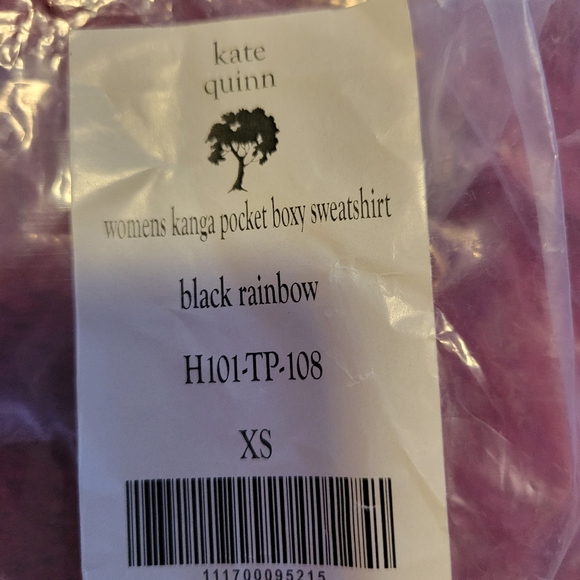 kate
quinn
womens kanga pocket boxy sweatshirt
black rainbow
H101-TP-108
XS
111700095215